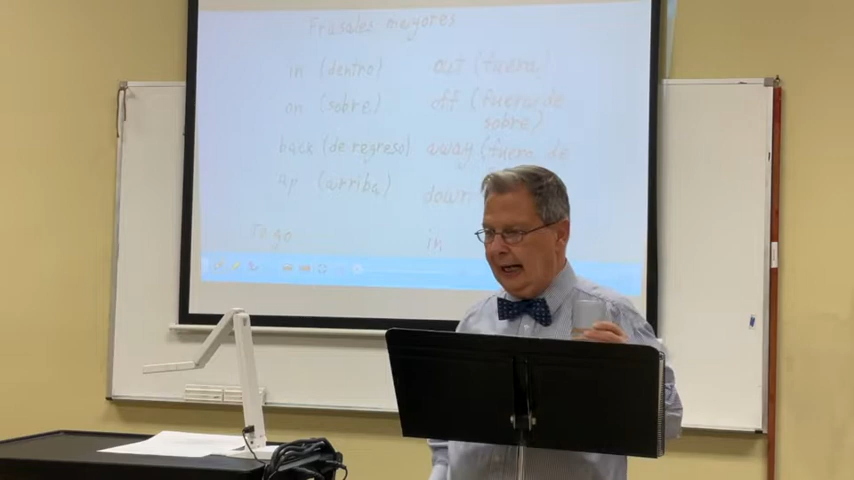 Frasales mayores
in (dentro) out (fuera)
on (sobre) off (fuera de sobre)
back (de regreso) away (fuera de
up (arriba) down
to go in